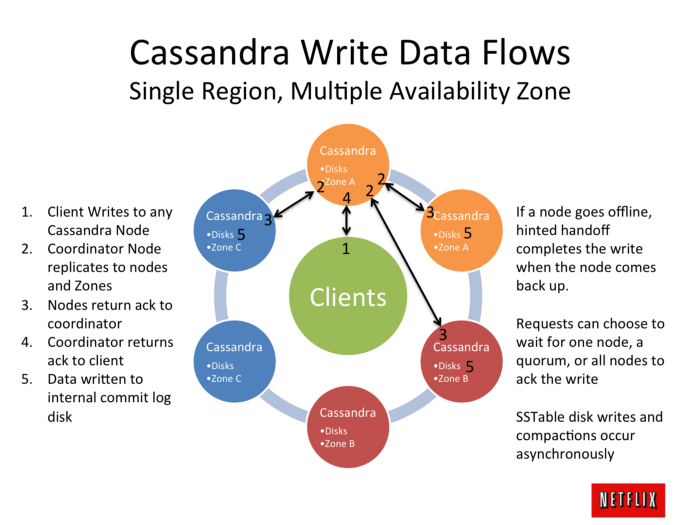 Cassandra Write Data Flows
Single Region, Multiple Availability Zone
1. Client Writes to any
Cassandra Node
2. Coordinator Node
replicates to nodes
and Zones
3. Nodes return ack to
coordinator
4. Coordinator returns
ack to client
5. Data written to
internal commit log
disk
Cassandra
•Disks
•Zone A
2
2
2
4
Cassandra
3
•Disks 5
•Zone C
3
Cassandra
•Disks 5
•Zone A
1
Clients
Cassandra
•Disks
•Zone C
3
Cassandra
•Disks 5
•Zone B
Cassandra
•Disks
•Zone B
If a node goes offline,
hinted handoff
completes the write
when the node comes
back up.
Requests can choose to
wait for one node, a
quorum, or all nodes to
ack the write
SSTable disk writes and
compactions occur
asynchronously
NETFLIX